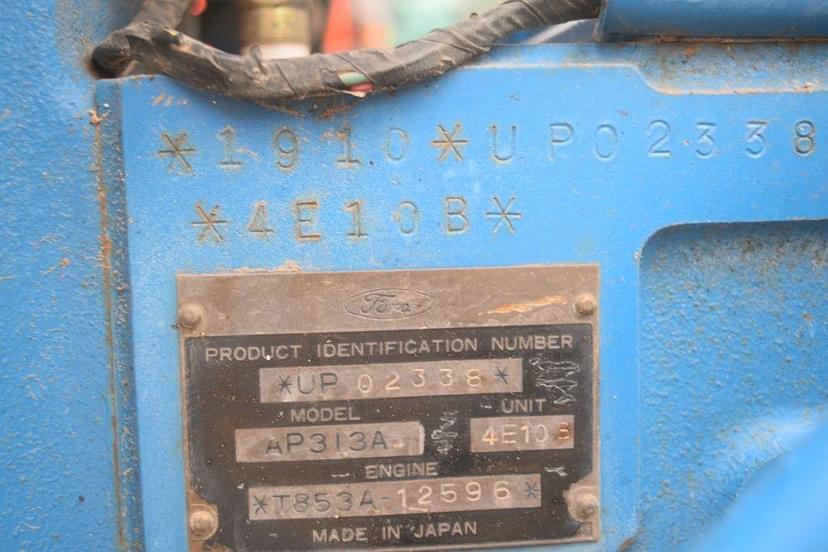 *1910*UP02338
*4E10B*
Ford
PRODUCT IDENTIFICATION NUMBER
*UP 02338*
MODEL UNIT
AP313A 4E10B
ENGINE
*T853A-12596*
MADE IN JAPAN